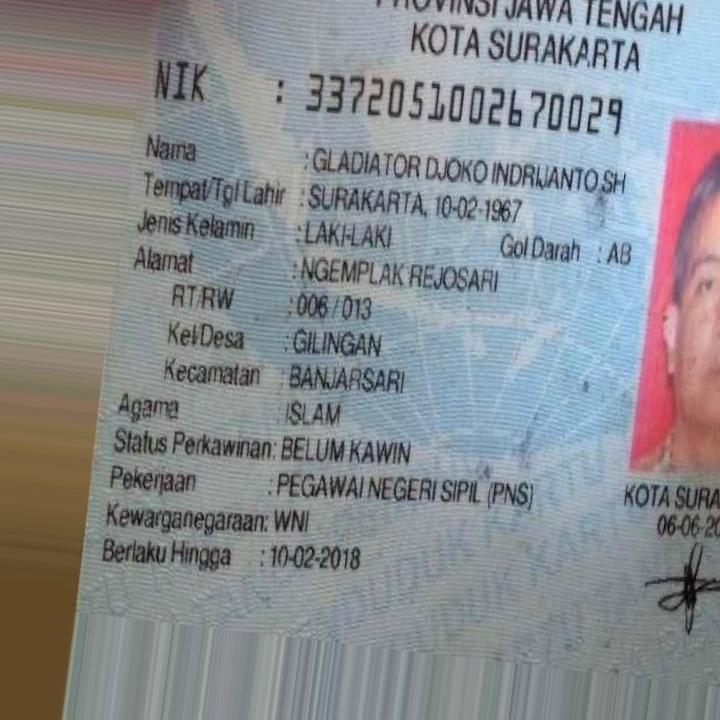 PROVINSI JAWA TENGAH
KOTA SURAKARTA
NIK : 3372051002670029
Nama : GLADIATOR DJOKO INDRIJANTO,SH
Tempat/Tgl Lahir : SURAKARTA, 10-02-1967
Jenis Kelamin : LAKI-LAKI Gol Darah : AB
Alamat : NGEMPLAK REJOSARI
RT/RW : 006 / 013
Kel/Desa : GILINGAN
Kecamatan : BANJARSARI
Agama : ISLAM
Status Perkawinan: BELUM KAWIN
Pekerjaan : PEGAWAI NEGERI SIPIL (PNS)
Kewarganegaraan: WNI
Berlaku Hingga : 10-02-2018
KOTA SURA
06-06-20